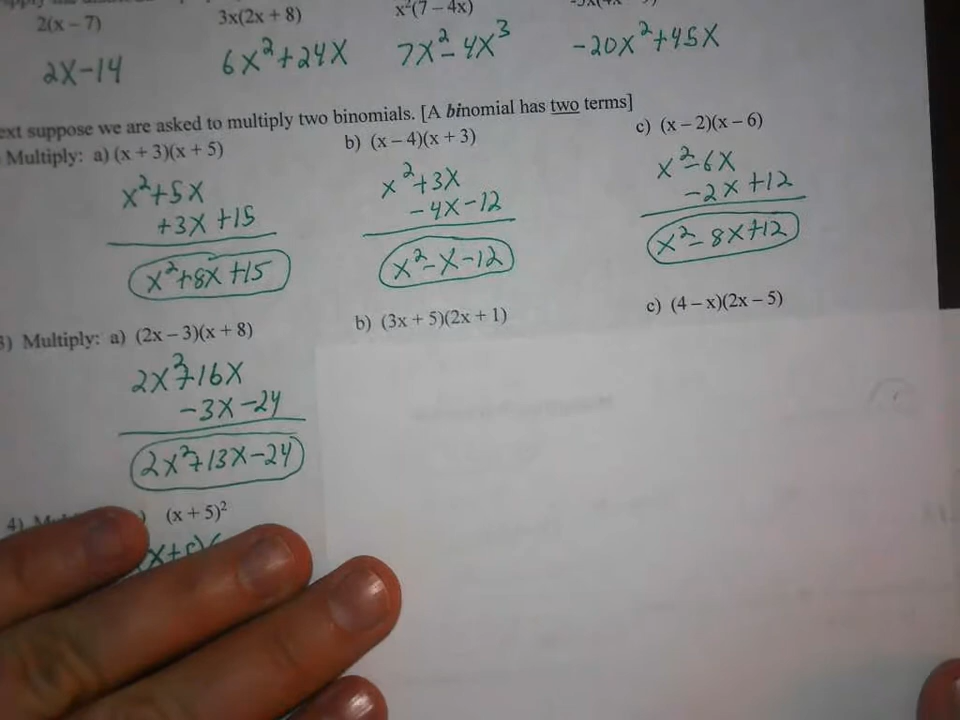 2(x – 7) 3x(2x + 8) x²(7 – 4x)
2x-14 6x²+24x 7x²-4x³ -20x²+45x
ext suppose we are asked to multiply two binomials. [A binomial has two terms]
Multiply: a) (x + 3)(x + 5) b) (x – 4)(x + 3) c) (x – 2)(x – 6)
x²+5x x²+3x x²-6x
+3x+15 -4x-12 -2x+12
x²+8x+15 x²-x-12 x²-8x+12
3) Multiply: a) (2x – 3)(x + 8) b) (3x + 5)(2x + 1) c) (4 – x)(2x – 5)
2x²+16x
-3x-24
2x²+13x-24
4) (x + 5)²